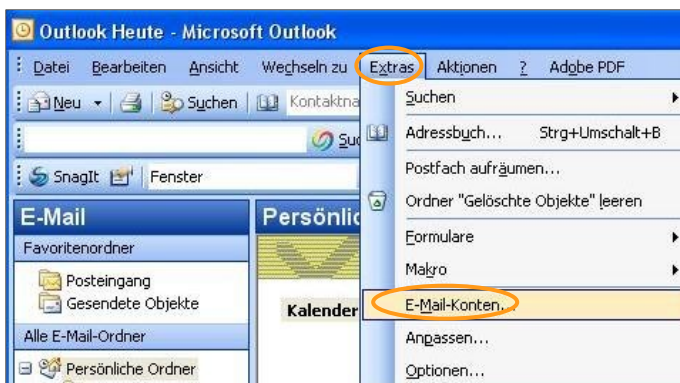 Outlook Heute - Microsoft Outlook
Datei Bearbeiten Ansicht Wechseln zu Extras Aktionen ? Adobe PDF
Neu Suchen Kontaktna
Suchen
Adressbuch... Strg+Umschalt+B
Su
Postfach aufräumen...
SnagIt Fenster
Ordner "Gelöschte Objekte" leeren
E-Mail
Persönlic
Formulare
Favoritenordner
Makro
Posteingang
Gesendete Objekte
Kalender
E-Mail-Konten...
Alle E-Mail-Ordner
Anpassen...
Persönliche Ordner
Optionen...